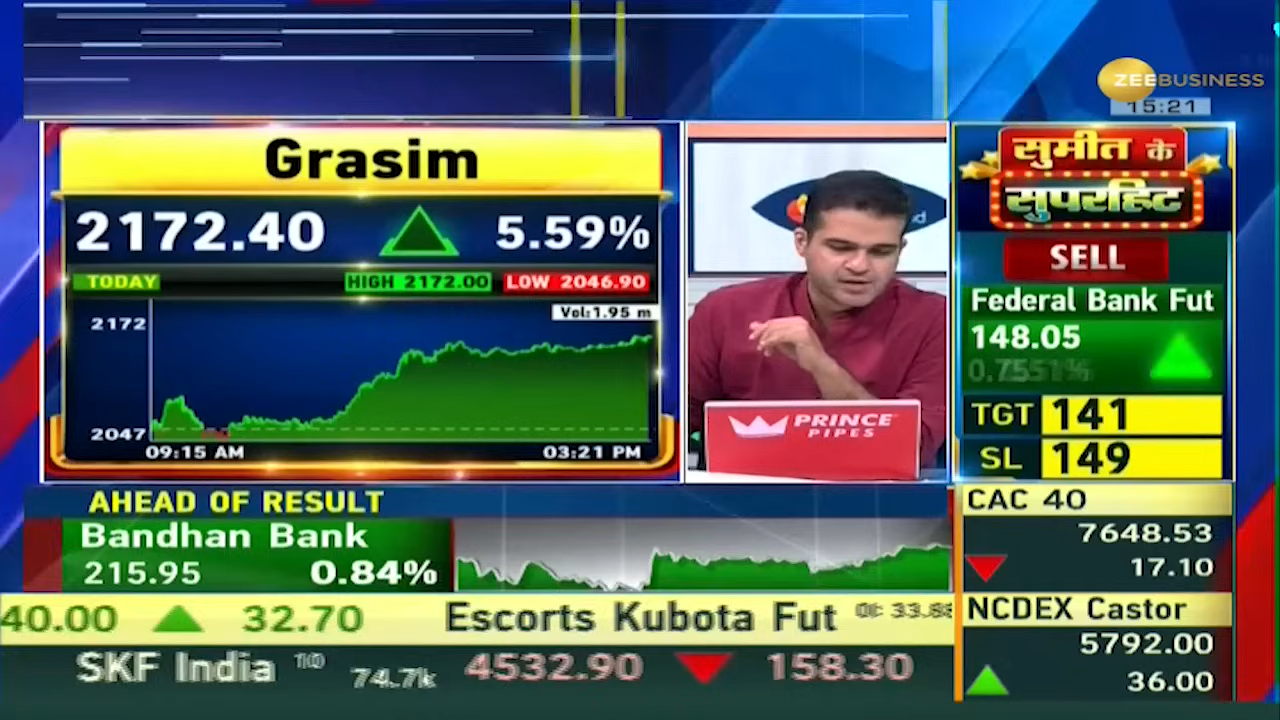 ZEEBUSINESS
15:21
Grasim
2172.40 5.59%
TODAY HIGH 2172.00 LOW 2046.90
Vol:1.95 m
2172
2047
09:15 AM 03:21 PM
PRINCE
PIPES
सुमीत के
सुपरहिट
SELL
Federal Bank Fut
148.05
TGT 141
SL 149
AHEAD OF RESULT
Bandhan Bank
215.95 0.84%
CAC 40
7648.53
17.10
NCDEX Castor
5792.00
36.00
40.00 32.70 Escorts Kubota Fut
SKF India 74.7k 4532.90 158.30